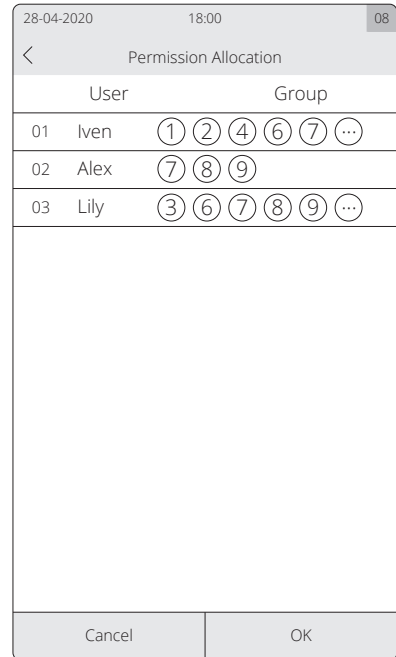 28-04-2020 18:00 08
< Permission Allocation
User Group
01 Iven 1 2 4 6 7 ...
02 Alex 7 8 9
03 Lily 3 6 7 8 9 ...
Cancel OK